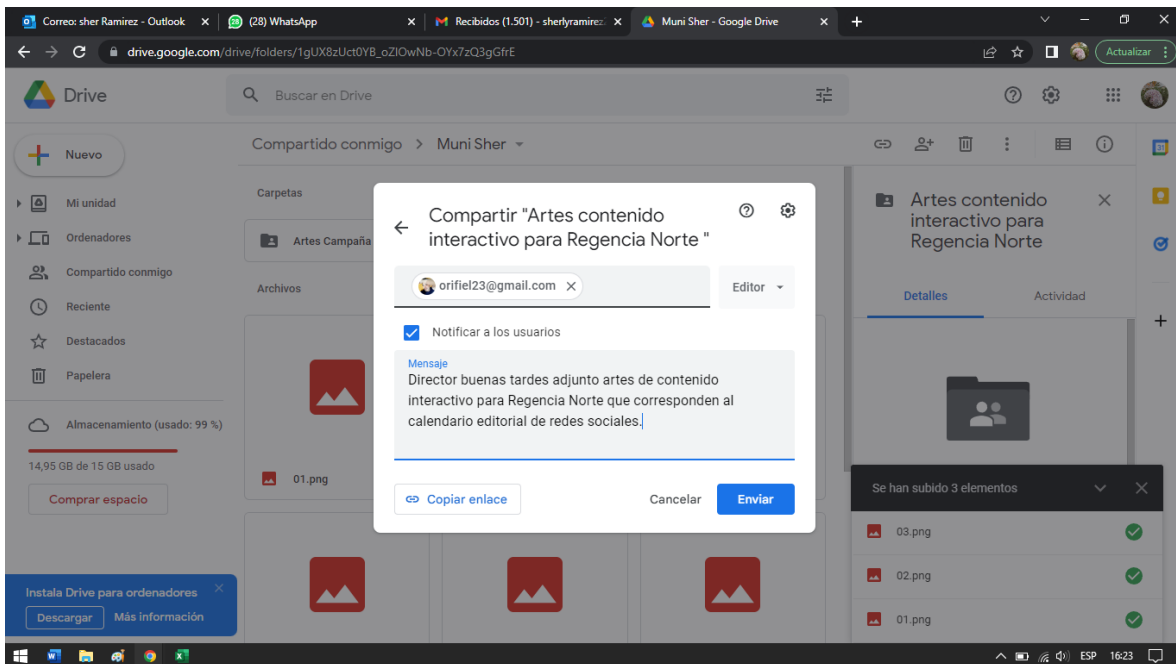 Correo: sher Ramirez - Outlook
(28) WhatsApp
Recibidos (1.501) - sherlyramirez
Muni Sher - Google Drive
drive.google.com/drive/folders/1gUX8zUct0YB_oZIOwNb-OYx7zQ3gGfrE
Actualizar
Drive
Buscar en Drive
Nuevo
Compartido conmigo > Muni Sher
31
Carpetas
Mi unidad
Ordenadores
Compartido conmigo
Reciente
Destacados
Papelera
Almacenamiento (usado: 99 %)
14,95 GB de 15 GB usado
Comprar espacio
Artes Campaña
Archivos
01.png
Compartir "Artes contenido
interactivo para Regencia Norte "
orifiel23@gmail.com
Editor
Notificar a los usuarios
Mensaje
Director buenas tardes adjunto artes de contenido
interactivo para Regencia Norte que corresponden al
calendario editorial de redes sociales.
Copiar enlace
Cancelar
Enviar
Artes contenido
interactivo para
Regencia Norte
Detalles
Actividad
Se han subido 3 elementos
03.png
02.png
01.png
Instala Drive para ordenadores
Descargar
Más información
ESP
16:23